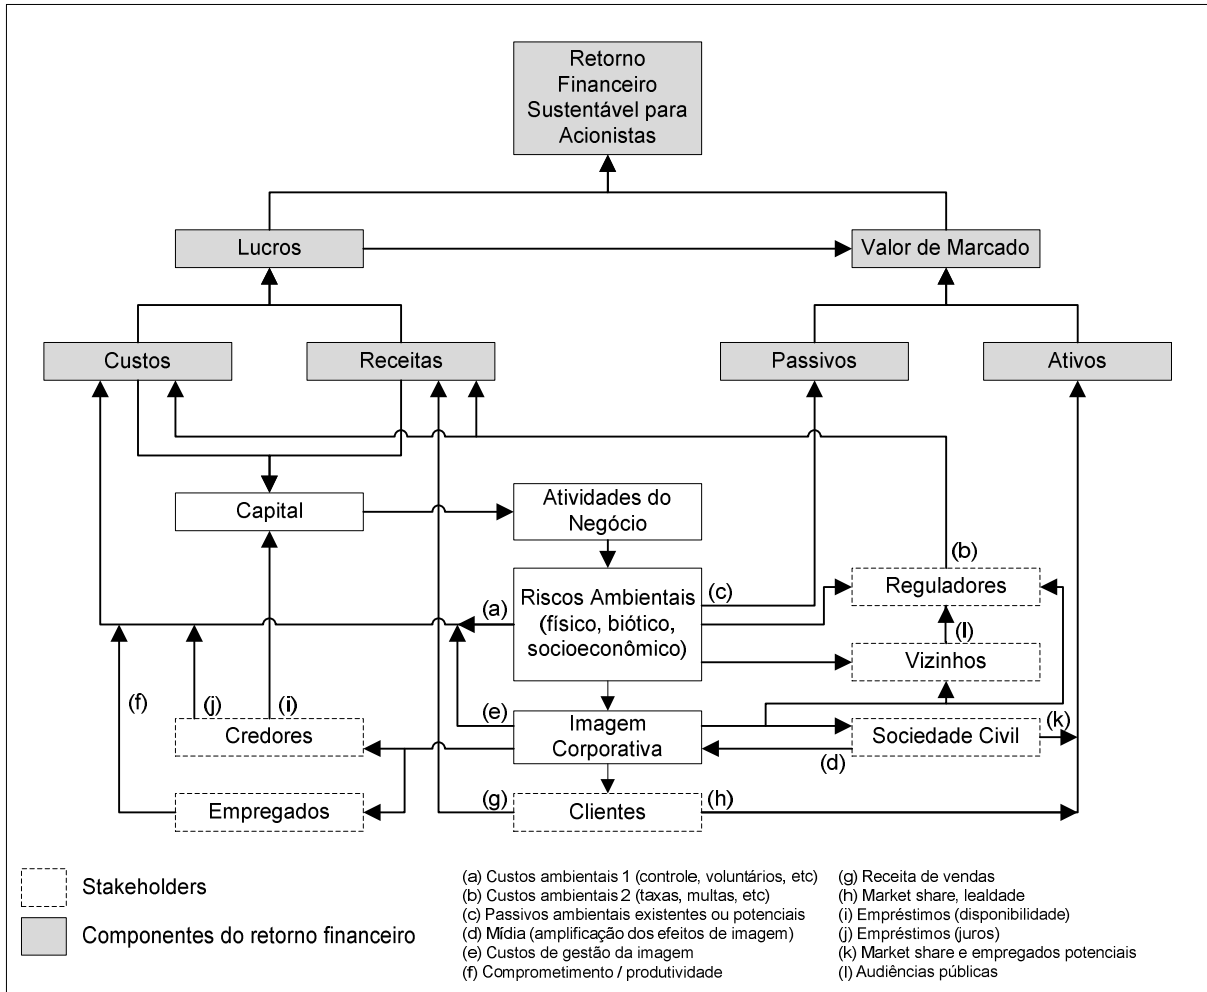 Retorno
Financeiro
Sustentável para
Acionistas
Lucros
Valor de Marcado
Custos
Receitas
Passivos
Ativos
Capital
Atividades do
Negócio
(b)
Riscos Ambientais
(físico, biótico,
socioeconômico)
(a)
(c)
Reguladores
(l)
Vizinhos
(f)
(j)
(i)
(e)
Credores
Imagem
Corporativa
Sociedade Civil
(k)
(d)
Empregados
(g)
Clientes
(h)
Stakeholders
Componentes do retorno financeiro
(a) Custos ambientais 1 (controle, voluntários, etc)
(b) Custos ambientais 2 (taxas, multas, etc)
(c) Passivos ambientais existentes ou potenciais
(d) Mídia (amplificação dos efeitos de imagem)
(e) Custos de gestão da imagem
(f) Comprometimento / produtividade
(g) Receita de vendas
(h) Market share, lealdade
(i) Empréstimos (disponibilidade)
(j) Empréstimos (juros)
(k) Market share e empregados potenciais
(l) Audiências públicas